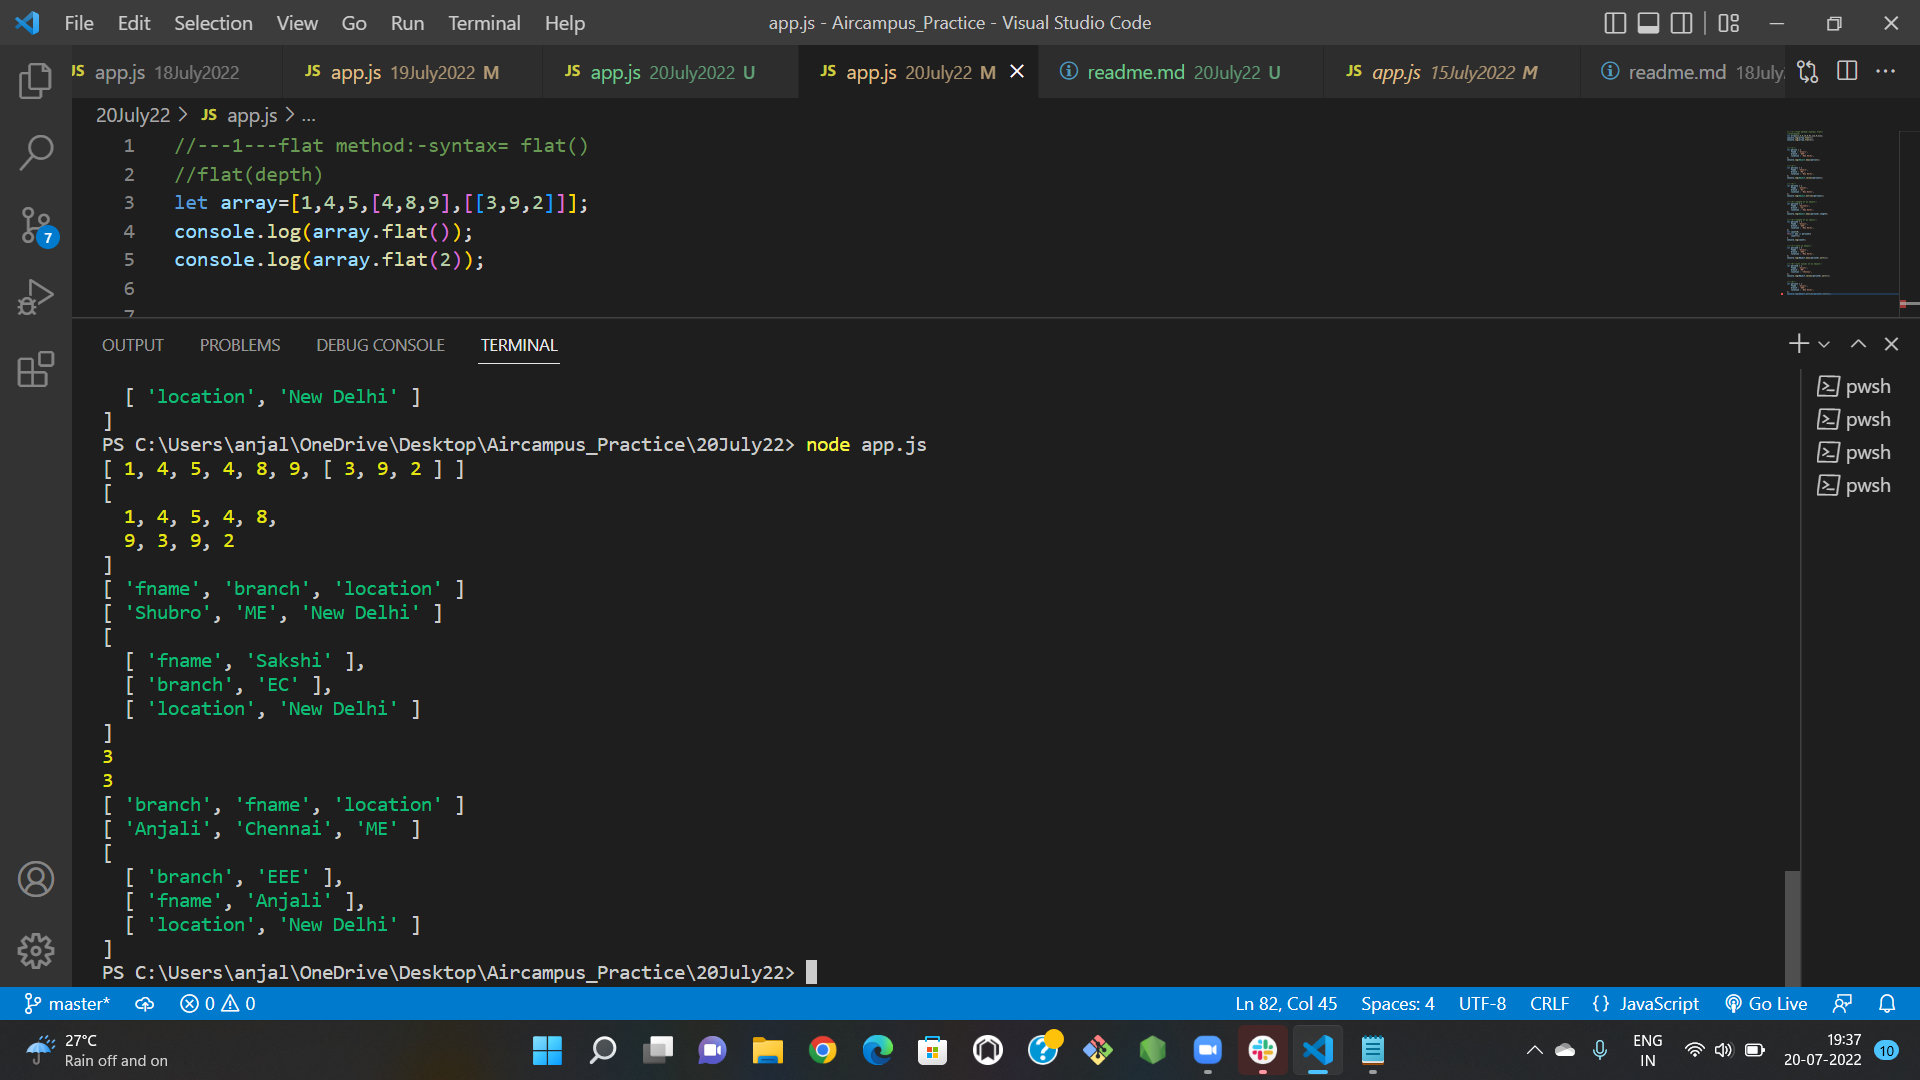 File Edit Selection View Go Run Terminal Help
app.js - Aircampus_Practice - Visual Studio Code
JS app.js 18July2022
JS app.js 19July2022 M
JS app.js 20July2022 U
JS app.js 20July22 M
readme.md 20July22 U
JS app.js 15July2022 M
readme.md 18July
20July22 > JS app.js > ...
1 //---1---flat method:-syntax= flat()
2 //flat(depth)
3 let array=[1,4,5,[4,8,9],[[3,9,2]]];
4 console.log(array.flat());
5 console.log(array.flat(2));
6
7
OUTPUT PROBLEMS DEBUG CONSOLE TERMINAL
[ 'location', 'New Delhi' ]
]
PS C:\Users\anjal\OneDrive\Desktop\Aircampus_Practice\20July22> node app.js
[ 1, 4, 5, 4, 8, 9, [ 3, 9, 2 ] ]
[
1, 4, 5, 4, 8,
9, 3, 9, 2
]
[ 'fname', 'branch', 'location' ]
[ 'Shubro', 'ME', 'New Delhi' ]
[
[ 'fname', 'Sakshi' ],
[ 'branch', 'EC' ],
[ 'location', 'New Delhi' ]
]
3
3
[ 'branch', 'fname', 'location' ]
[ 'Anjali', 'Chennai', 'ME' ]
[
[ 'branch', 'EEE' ],
[ 'fname', 'Anjali' ],
[ 'location', 'New Delhi' ]
]
PS C:\Users\anjal\OneDrive\Desktop\Aircampus_Practice\20July22>
pwsh
pwsh
pwsh
pwsh
7
master* 0 0
Ln 82, Col 45 Spaces: 4 UTF-8 CRLF {} JavaScript Go Live
27°C
Rain off and on
ENG
IN
19:37
20-07-2022
10